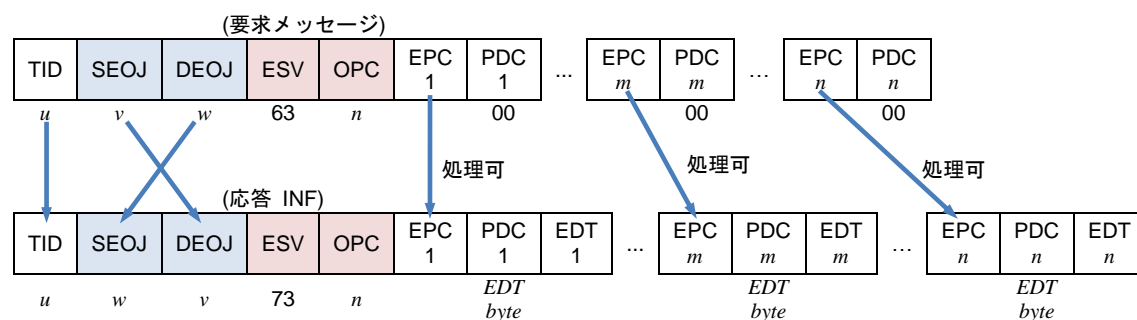 (要求メッセージ)
TID SEOJ DEOJ ESV OPC EPC 1 PDC 1 ... EPC m PDC m … EPC n PDC n
u v w 63 n 00 00 00
処理可 処理可 処理可
(応答 INF)
TID SEOJ DEOJ ESV OPC EPC 1 PDC 1 EDT 1 ... EPC m PDC m EDT m … EPC n PDC n EDT n
u w v 73 n EDT byte EDT byte EDT byte